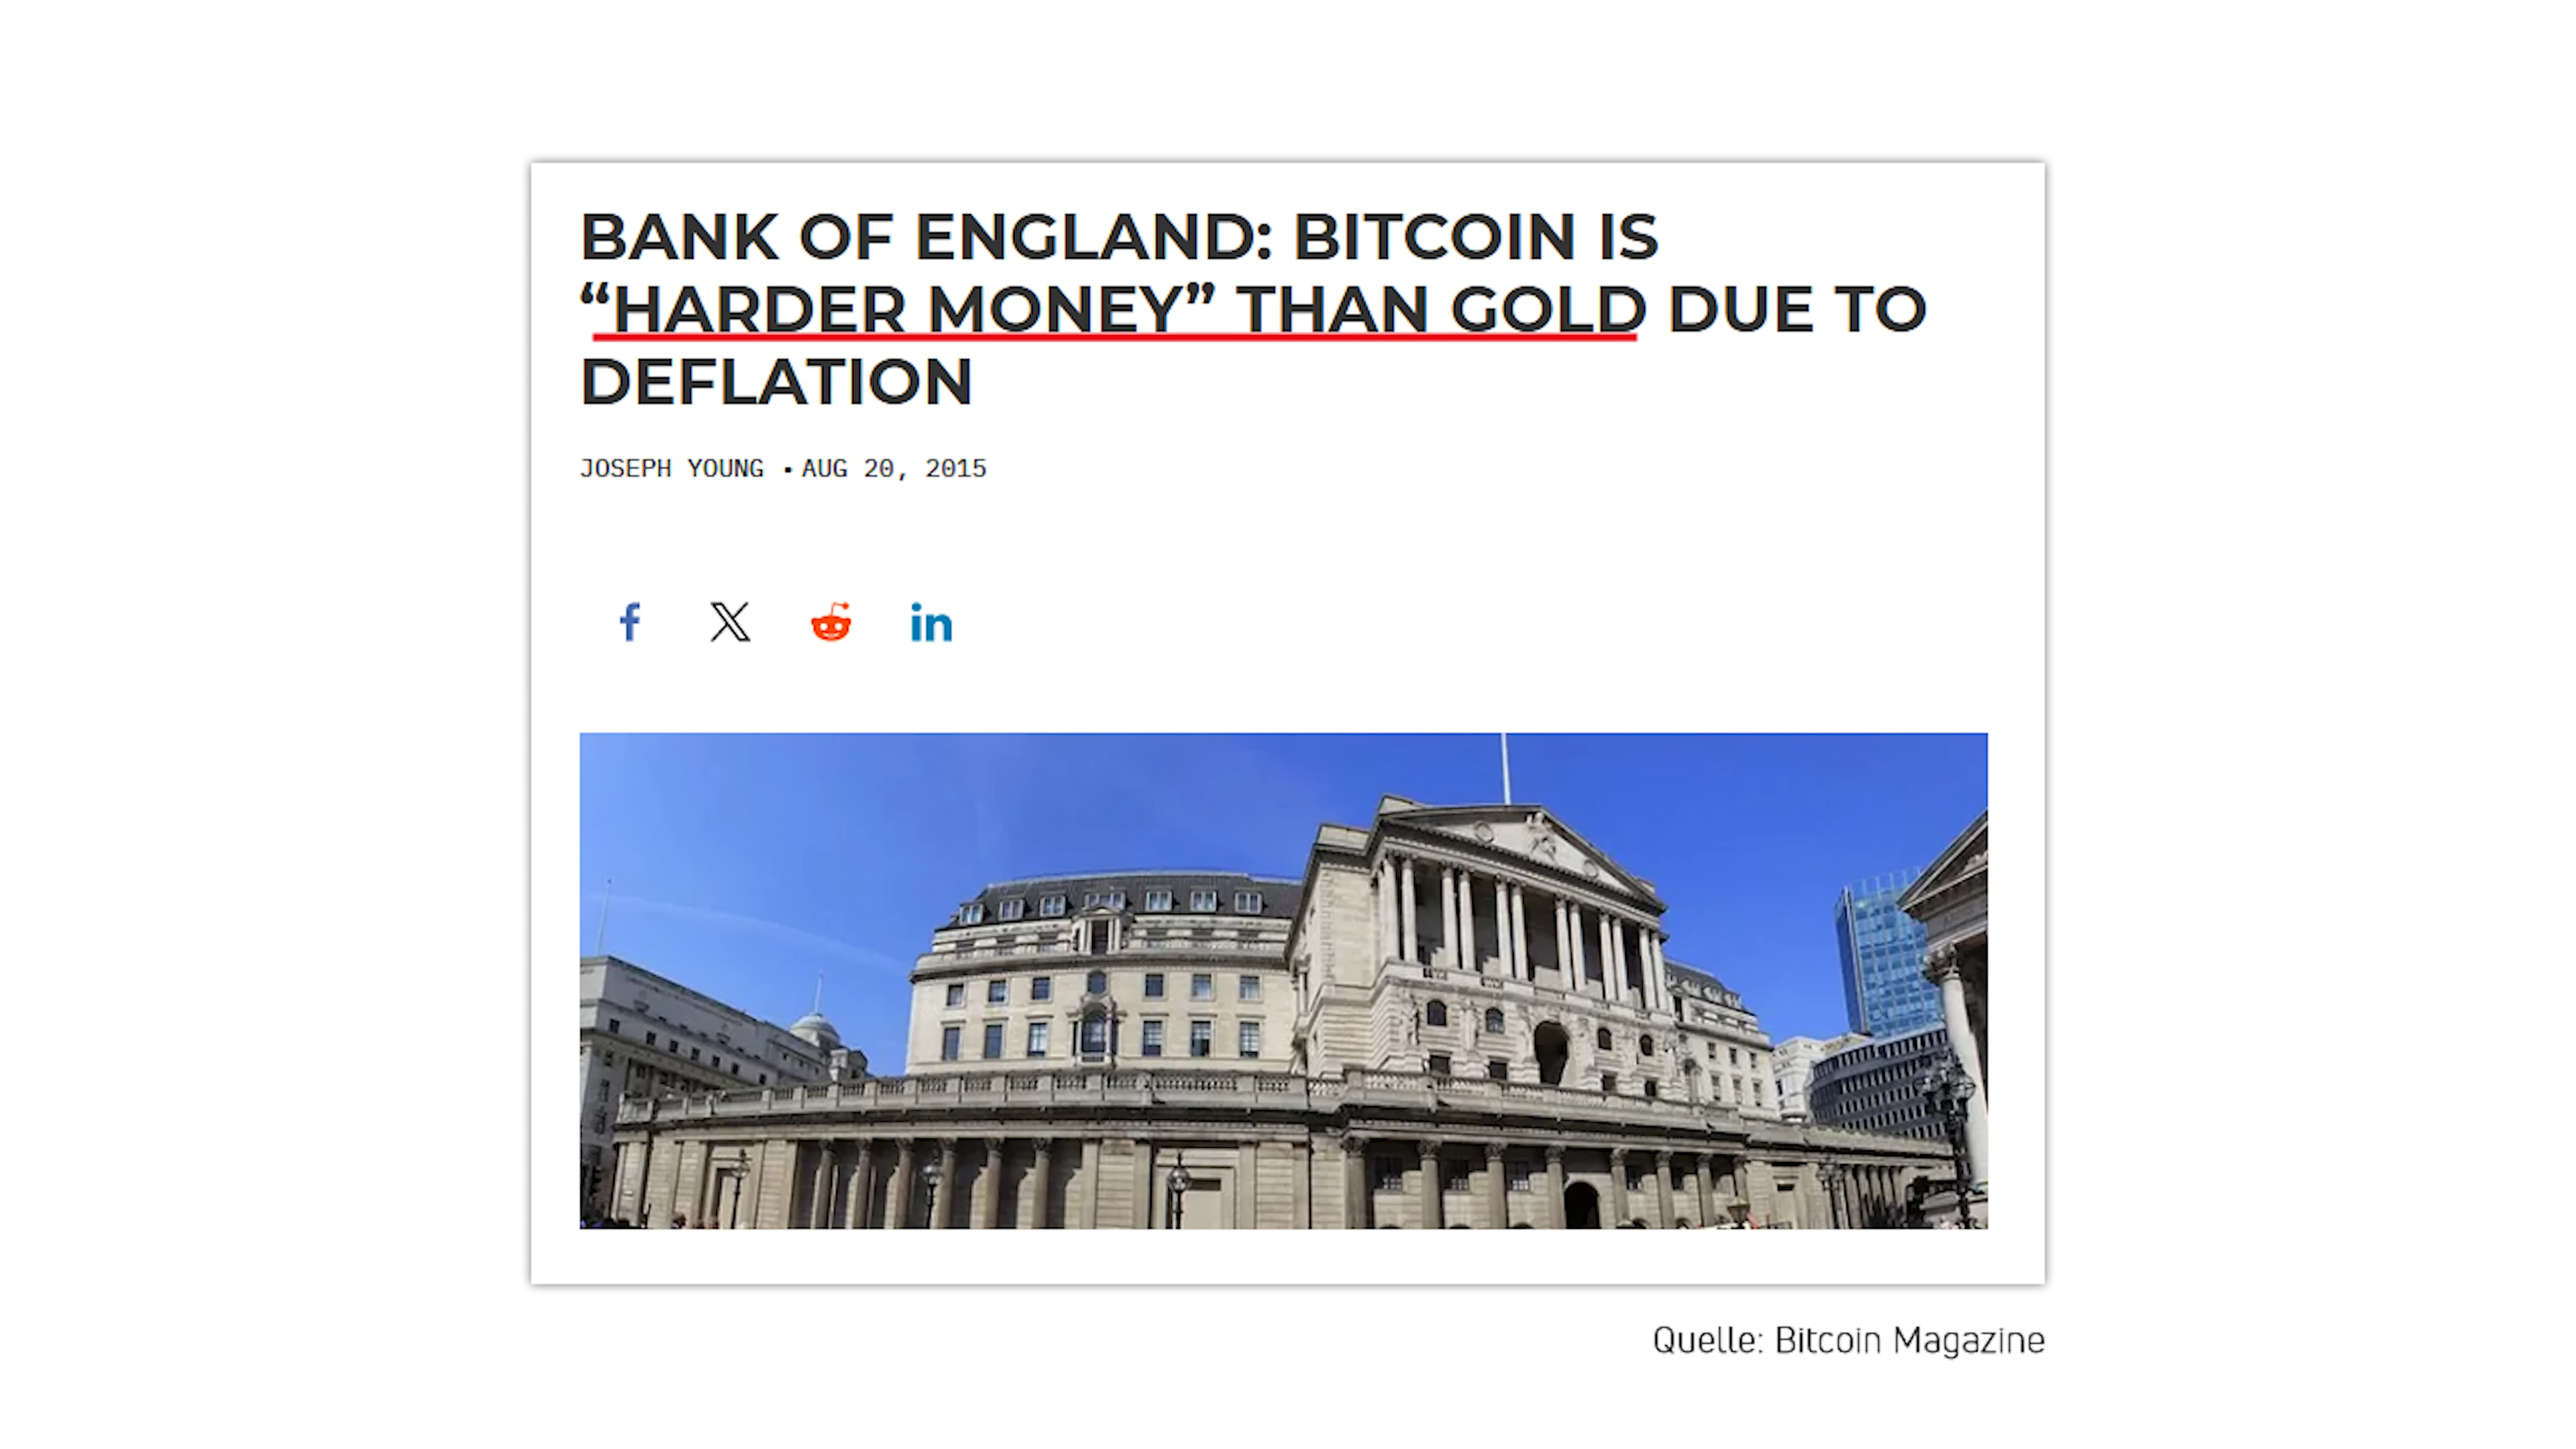 BANK OF ENGLAND: BITCOIN IS
“HARDER MONEY” THAN GOLD DUE TO
DEFLATION
JOSEPH YOUNG • AUG 20, 2015
Quelle: Bitcoin Magazine